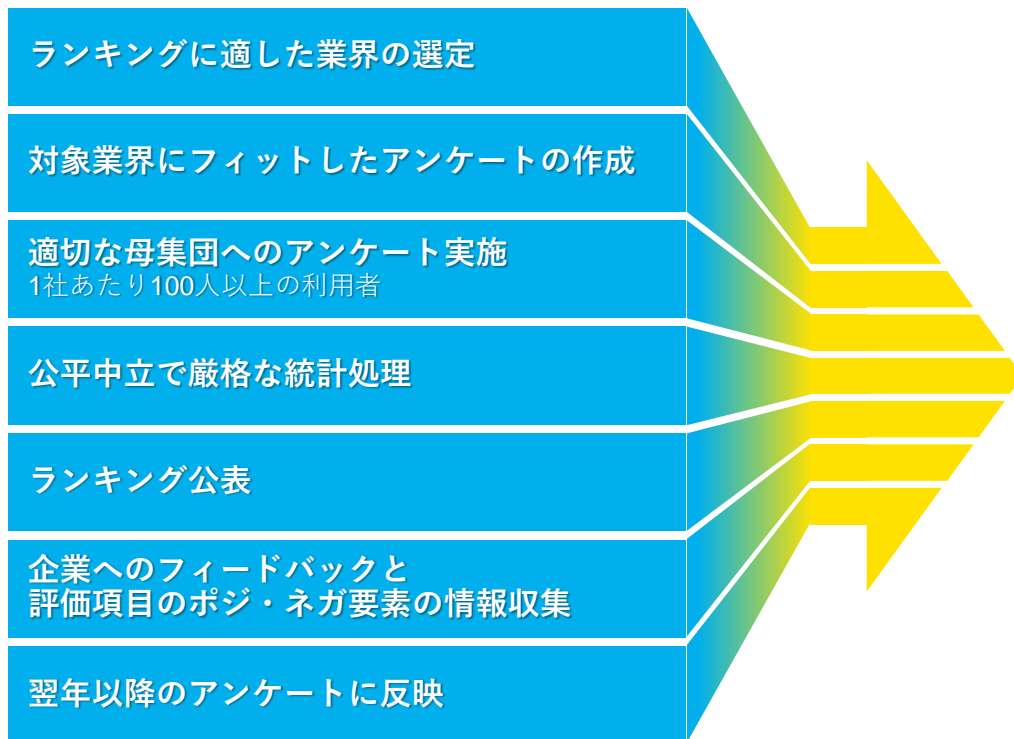 ランキングに適した業界の選定
対象業界にフィットしたアンケートの作成
適切な母集団へのアンケート実施
1社あたり100人以上の利用者
公平中立で厳格な統計処理
ランキング公表
企業へのフィードバックと
評価項目のポジ・ネガ要素の情報収集
翌年以降のアンケートに反映